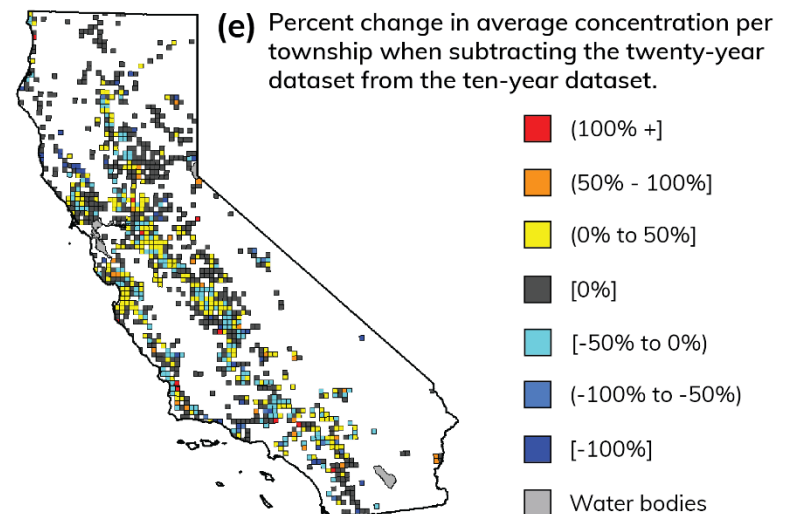 (e) Percent change in average concentration per
township when subtracting the twenty-year
dataset from the ten-year dataset.
(100% +]
(50% - 100%]
(0% to 50%]
[0%]
[-50% to 0%)
(-100% to -50%)
[-100%]
Water bodies